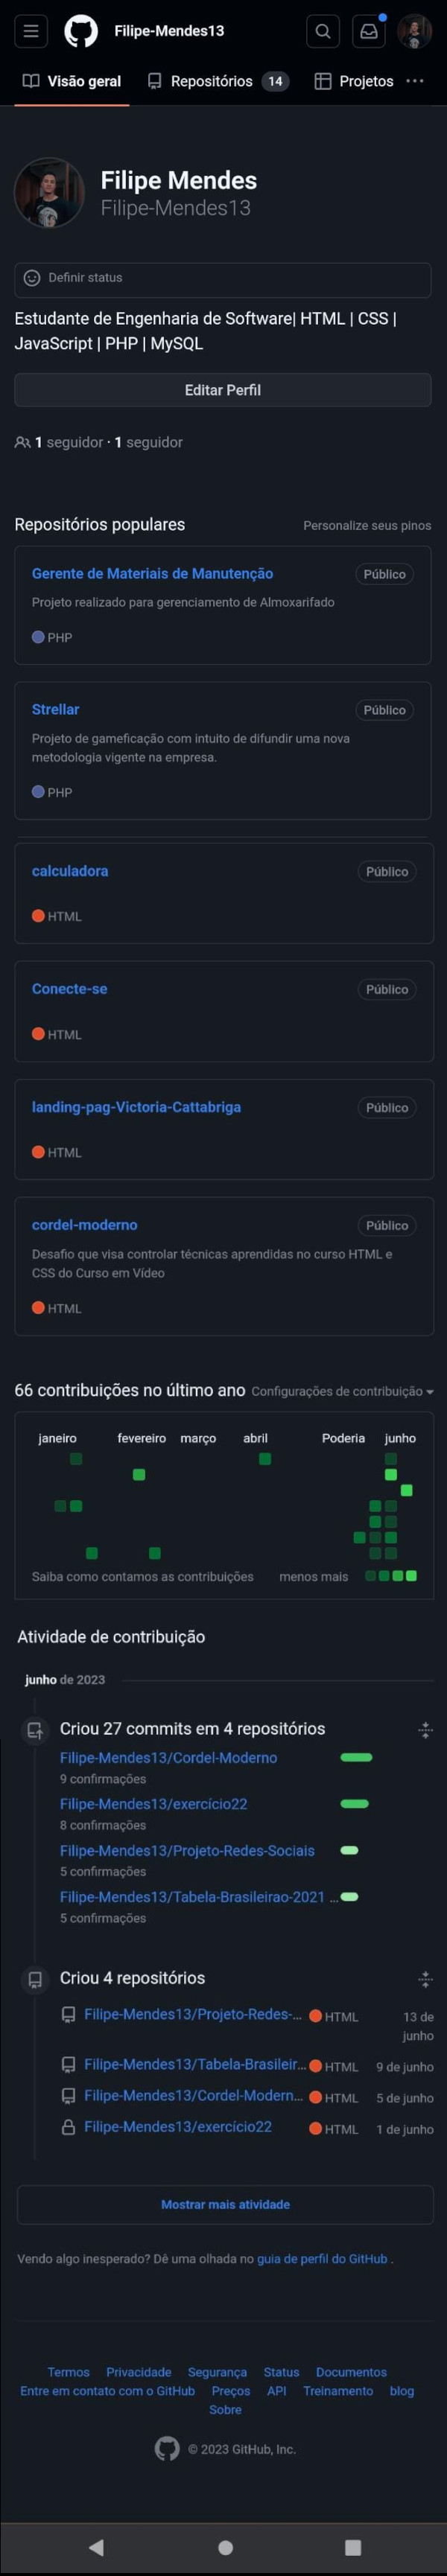 Filipe-Mendes13
Visão geral
Repositórios 14
Projetos
Filipe Mendes
Filipe-Mendes13
Definir status
Estudante de Engenharia de Software| HTML | CSS |
JavaScript | PHP | MySQL
Editar Perfil
1 seguidor · 1 seguidor
Repositórios populares
Personalize seus pinos
Gerente de Materiais de Manutenção
Público
Projeto realizado para gerenciamento de Almoxarifado
PHP
Strellar
Público
Projeto de gameficação com intuito de difundir uma nova
metodologia vigente na empresa.
PHP
calculadora
Público
HTML
Conecte-se
Público
HTML
landing-pag-Victoria-Cattabriga
Público
HTML
cordel-moderno
Público
Desafio que visa controlar técnicas aprendidas no curso HTML e
CSS do Curso em Vídeo
HTML
66 contribuições no último ano
Configurações de contribuição
janeiro fevereiro março abril Poderia junho
Saiba como contamos as contribuições
menos mais
Atividade de contribuição
junho de 2023
Criou 27 commits em 4 repositórios
Filipe-Mendes13/Cordel-Moderno
9 confirmações
Filipe-Mendes13/exercício22
8 confirmações
Filipe-Mendes13/Projeto-Redes-Sociais
5 confirmações
Filipe-Mendes13/Tabela-Brasileirao-2021 ...
5 confirmações
Criou 4 repositórios
Filipe-Mendes13/Projeto-Redes-... HTML 13 de
junho
Filipe-Mendes13/Tabela-Brasileir... HTML 9 de junho
Filipe-Mendes13/Cordel-Modern... HTML 5 de junho
Filipe-Mendes13/exercício22 HTML 1 de junho
Mostrar mais atividade
Vendo algo inesperado? Dê uma olhada no guia de perfil do GitHub .
Termos Privacidade Segurança Status Documentos
Entre em contato com o GitHub Preços API Treinamento blog
Sobre
© 2023 GitHub, Inc.